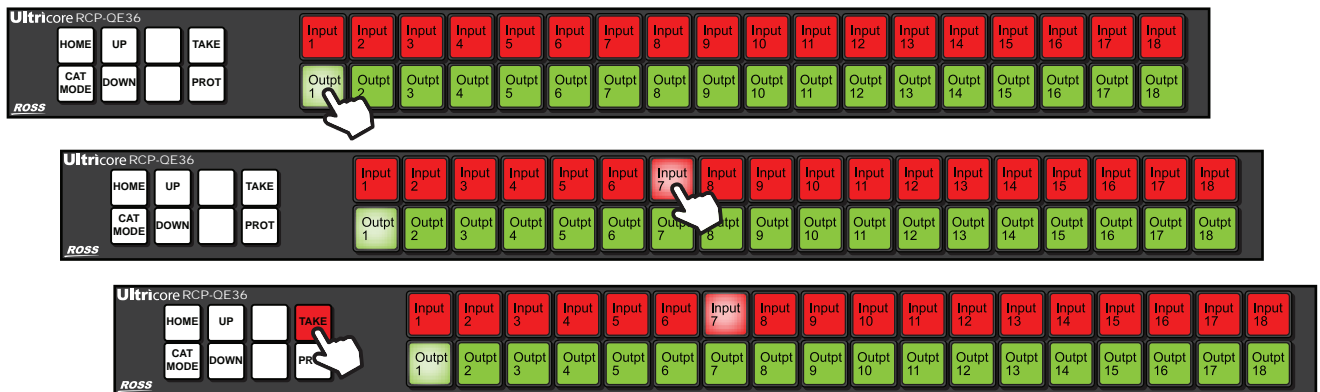 Ultricore RCP-QE36
HOME UP TAKE Input 1 Input 2 Input 3 Input 4 Input 5 Input 6 Input 7 Input 8 Input 9 Input 10 Input 11 Input 12 Input 13 Input 14 Input 15 Input 16 Input 17 Input 18
CAT MODE DOWN PROT Outpt 1 Outpt 2 Outpt 3 Outpt 4 Outpt 5 Outpt 6 Outpt 7 Outpt 8 Outpt 9 Outpt 10 Outpt 11 Outpt 12 Outpt 13 Outpt 14 Outpt 15 Outpt 16 Outpt 17 Outpt 18
ROSS
Ultricore RCP-QE36
HOME UP TAKE Input 1 Input 2 Input 3 Input 4 Input 5 Input 6 Input 7 Input 8 Input 9 Input 10 Input 11 Input 12 Input 13 Input 14 Input 15 Input 16 Input 17 Input 18
CAT MODE DOWN PROT Outpt 1 Outpt 2 Outpt 3 Outpt 4 Outpt 5 Outpt 6 Outpt 7 Outpt 8 Outpt 9 Outpt 10 Outpt 11 Outpt 12 Outpt 13 Outpt 14 Outpt 15 Outpt 16 Outpt 17 Outpt 18
ROSS
Ultricore RCP-QE36
HOME UP TAKE Input 1 Input 2 Input 3 Input 4 Input 5 Input 6 Input 7 Input 8 Input 9 Input 10 Input 11 Input 12 Input 13 Input 14 Input 15 Input 16 Input 17 Input 18
CAT MODE DOWN Outpt 1 Outpt 2 Outpt 3 Outpt 4 Outpt 5 Outpt 6 Outpt 7 Outpt 8 Outpt 9 Outpt 10 Outpt 11 Outpt 12 Outpt 13 Outpt 14 Outpt 15 Outpt 16 Outpt 17 Outpt 18
ROSS